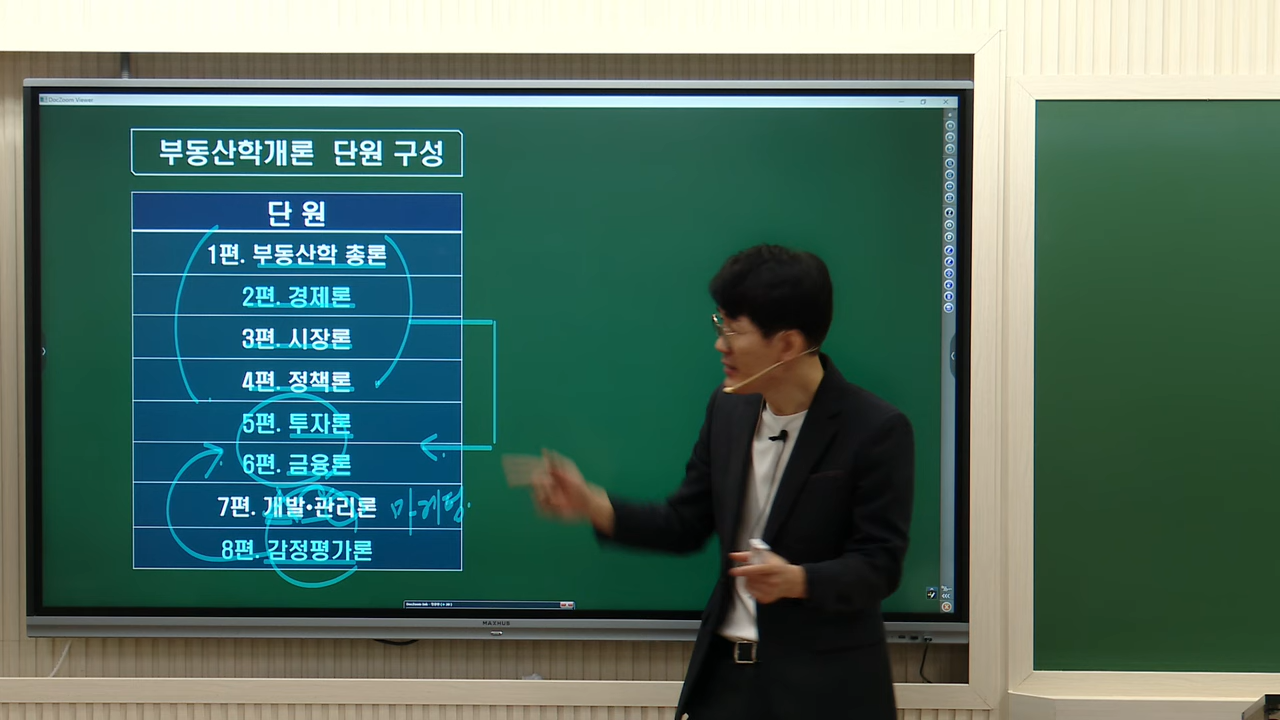 DocZoom Viewer
부동산학개론 단원 구성
단 원
1편. 부동산학 총론
2편. 경제론
3편. 시장론
4편. 정책론
5편. 투자론
6편. 금융론
7편. 개발·관리론 마케팅
8편. 감정평가론
MAXHUB